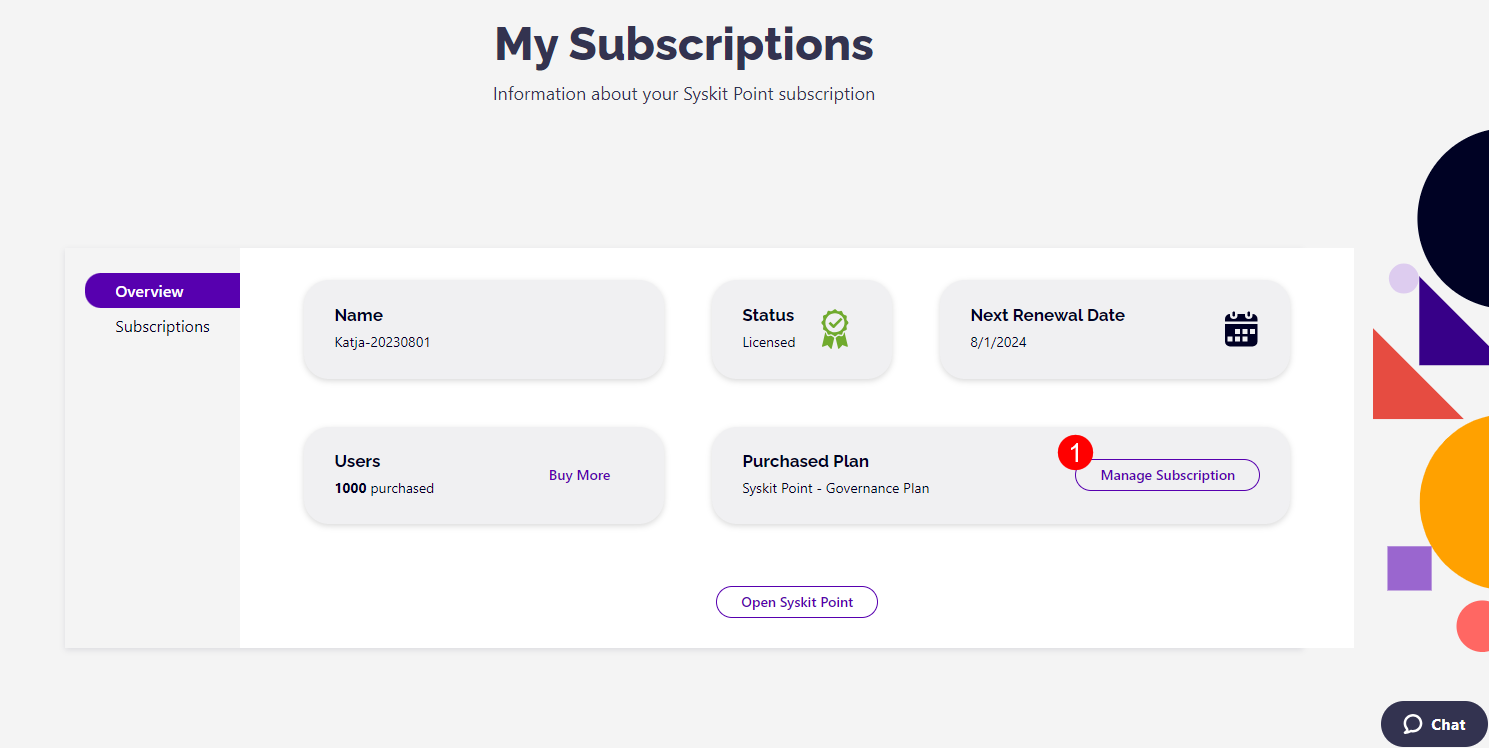 My Subscriptions
Information about your Syskit Point subscription
Overview
Subscriptions
Name
Katja-20230801
Status
Licensed
Next Renewal Date
8/1/2024
Users
1000 purchased
Buy More
Purchased Plan
Syskit Point - Governance Plan
1
Manage Subscription
Open Syskit Point
Chat